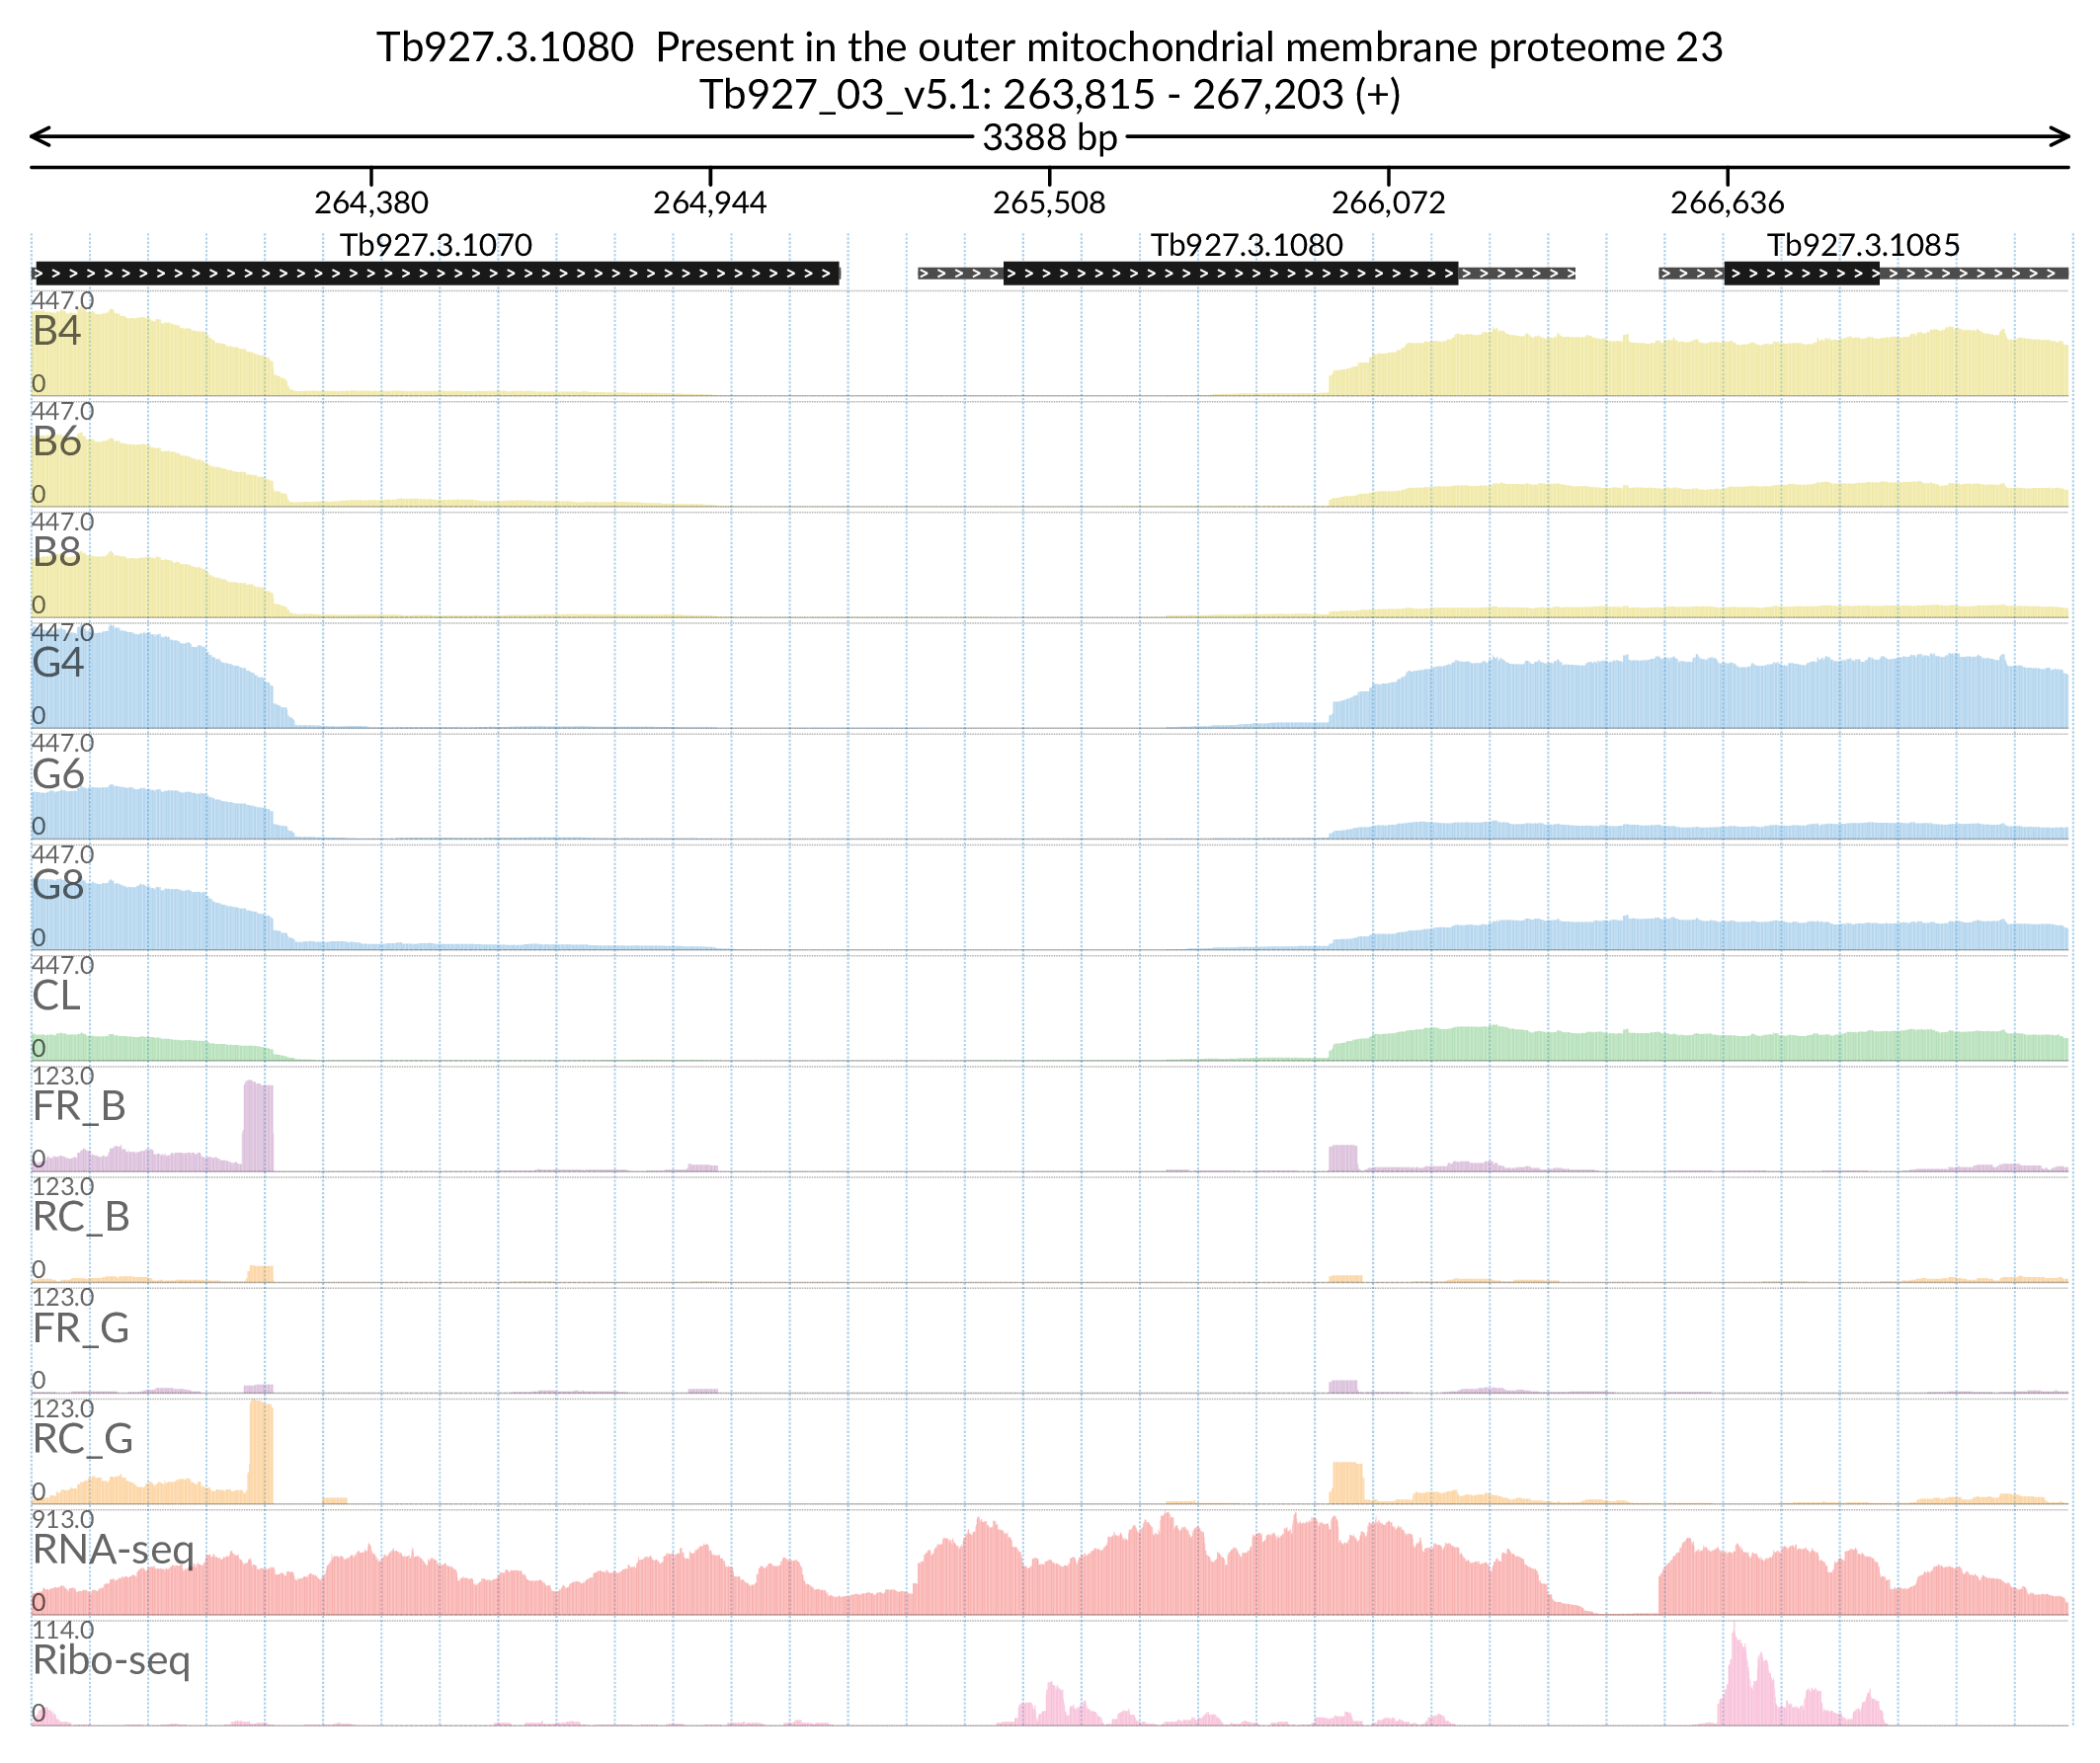 Tb927.3.1080 Present in the outer mitochondrial membrane proteome 23
Tb927_03_v5.1: 263,815 - 267,203 (+)
3388 bp
264,380 264,944 265,508 266,072 266,636
Tb927.3.1070 Tb927.3.1080 Tb927.3.1085
447.0
B4
0
447.0
B6
0
447.0
B8
0
447.0
G4
0
447.0
G6
0
447.0
G8
0
447.0
CL
0
123.0
FR_B
0
123.0
RC_B
0
123.0
FR_G
0
123.0
RC_G
0
913.0
RNA-seq
0
114.0
Ribo-seq
0